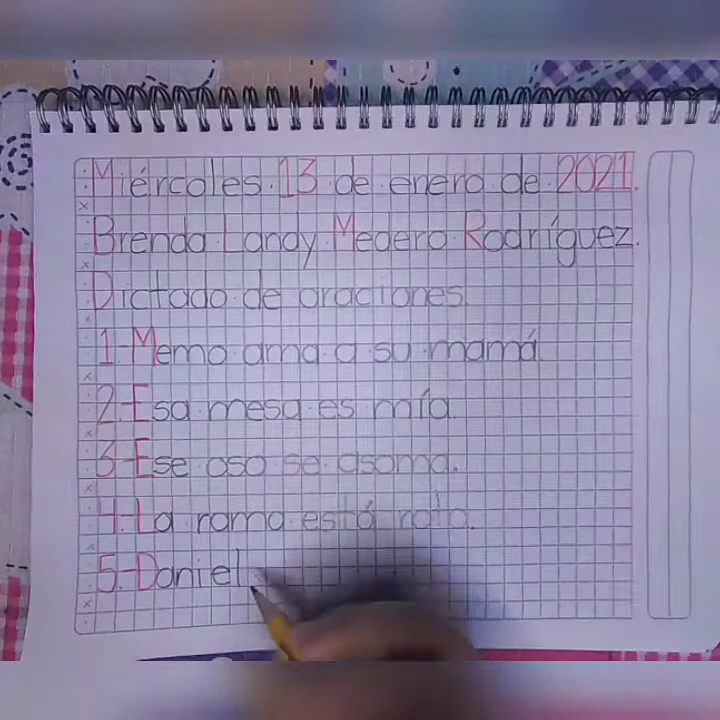 Miércoles 13 de enero de 2021.
Brenda Landy Medero Rodríguez.
Dictado de oraciones.
1-Memo ama a su mamá.
2-Esa mesa es mía.
3-Ese oso se asoma.
4-La rama está rota.
5-Daniel